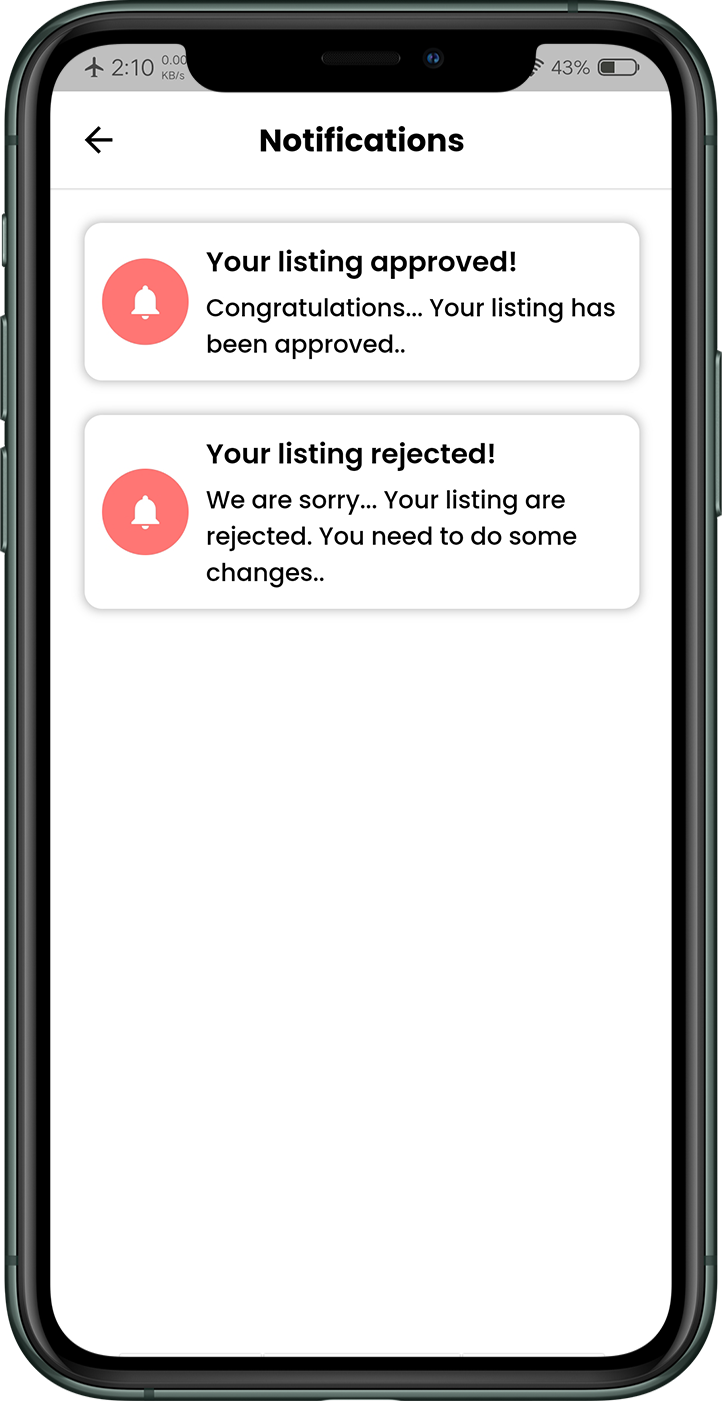 2:10 0.00 KB/s 43%
Notifications
Your listing approved!
Congratulations... Your listing has
been approved..
Your listing rejected!
We are sorry... Your listing are
rejected. You need to do some
changes..